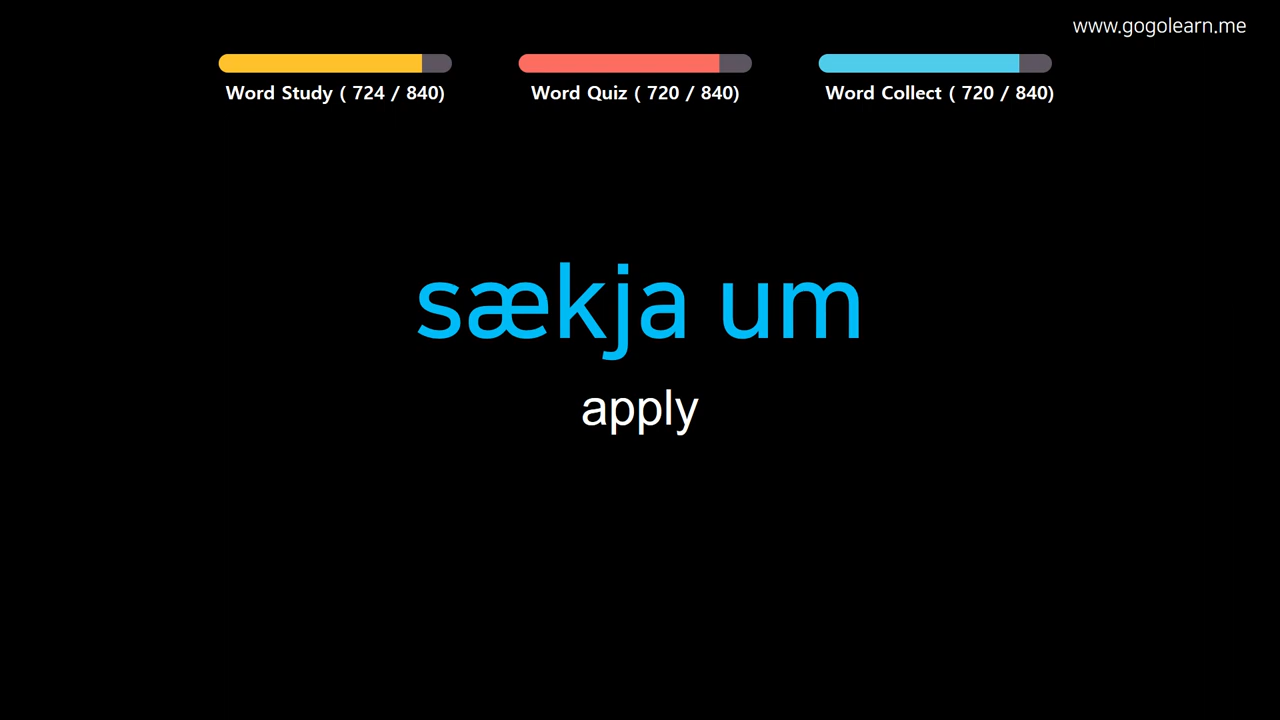 www.gogolearn.me
Word Study ( 724 / 840)
Word Quiz ( 720 / 840)
Word Collect ( 720 / 840)
sækja um
apply